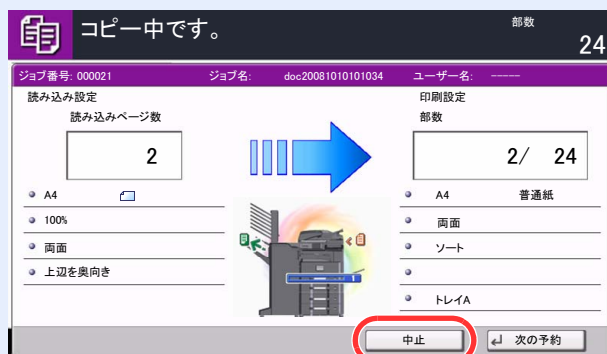 コピー中です。
部数
24
ジョブ番号: 000021 ジョブ名: doc20081010101034 ユーザー名: -----
読み込み設定
読み込みページ数
2
A4
100%
両面
上辺を奥向き
印刷設定
部数
2/ 24
A4 普通紙
両面
ソート
トレイA
中止
次の予約